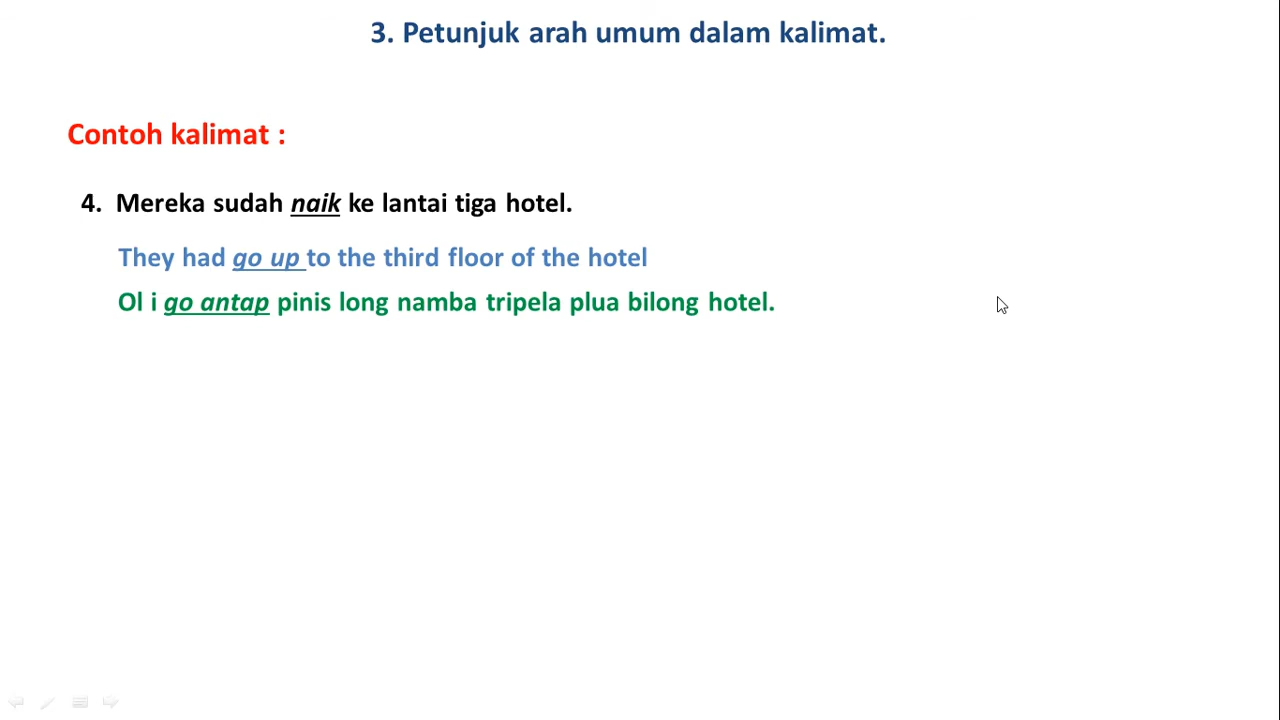 3. Petunjuk arah umum dalam kalimat.
Contoh kalimat :
4. Mereka sudah naik ke lantai tiga hotel.
They had go up to the third floor of the hotel
Ol i go antap pinis long namba tripela plua bilong hotel.